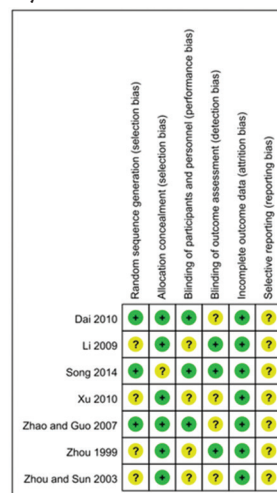 Random sequence generation (selection bias)
Allocation concealment (selection bias)
Blinding of participants and personnel (performance bias)
Blinding of outcome assessment (detection bias)
Incomplete outcome data (attrition bias)
Selective reporting (reporting bias)
Dai 2010 + + + ? + ?
Li 2009 ? + ? + + ?
Song 2014 + ? + + + ?
Xu 2010 ? + ? ? + ?
Zhao and Guo 2007 + + + ? + ?
Zhou 1999 ? + ? + + ?
Zhou and Sun 2003 ? + ? ? + ?